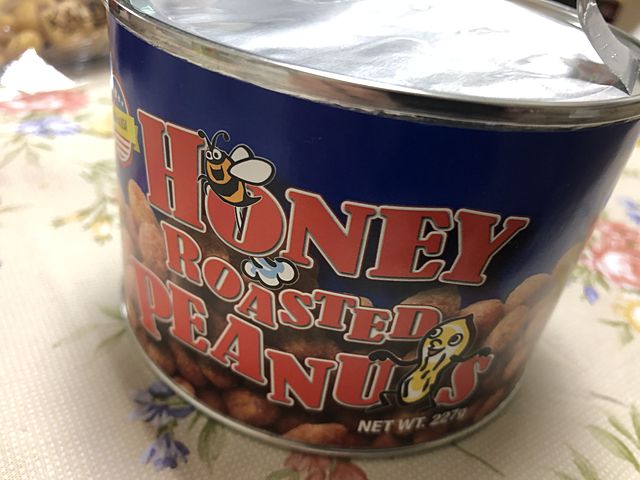 HONEY
ROASTED
PEANUTS
NET WT. 227g